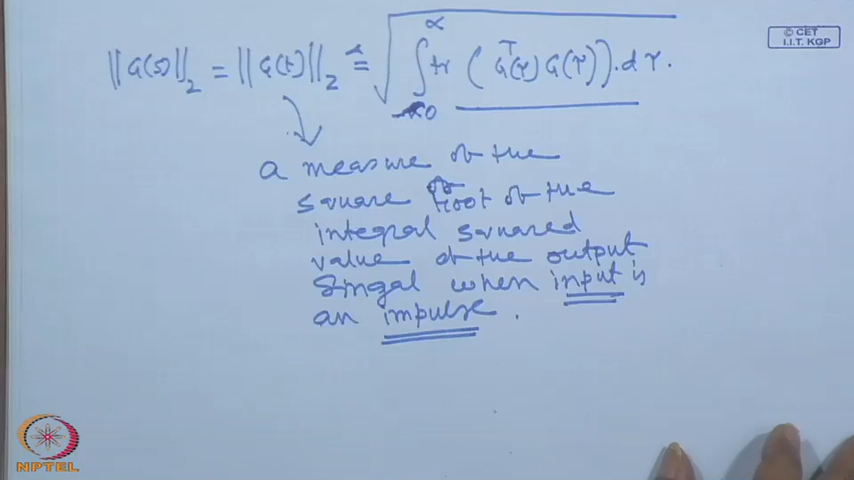 © CET
I.I.T. KGP
||G(s)||₂ = ||G(t)||₂ ≜ √ ∫₀^∞ tr (Gᵀ(τ) G(τ)).dτ.
a measure of the
square root of the
integral squared
value of the output
Singal when input is
an impulse.
NPTEL